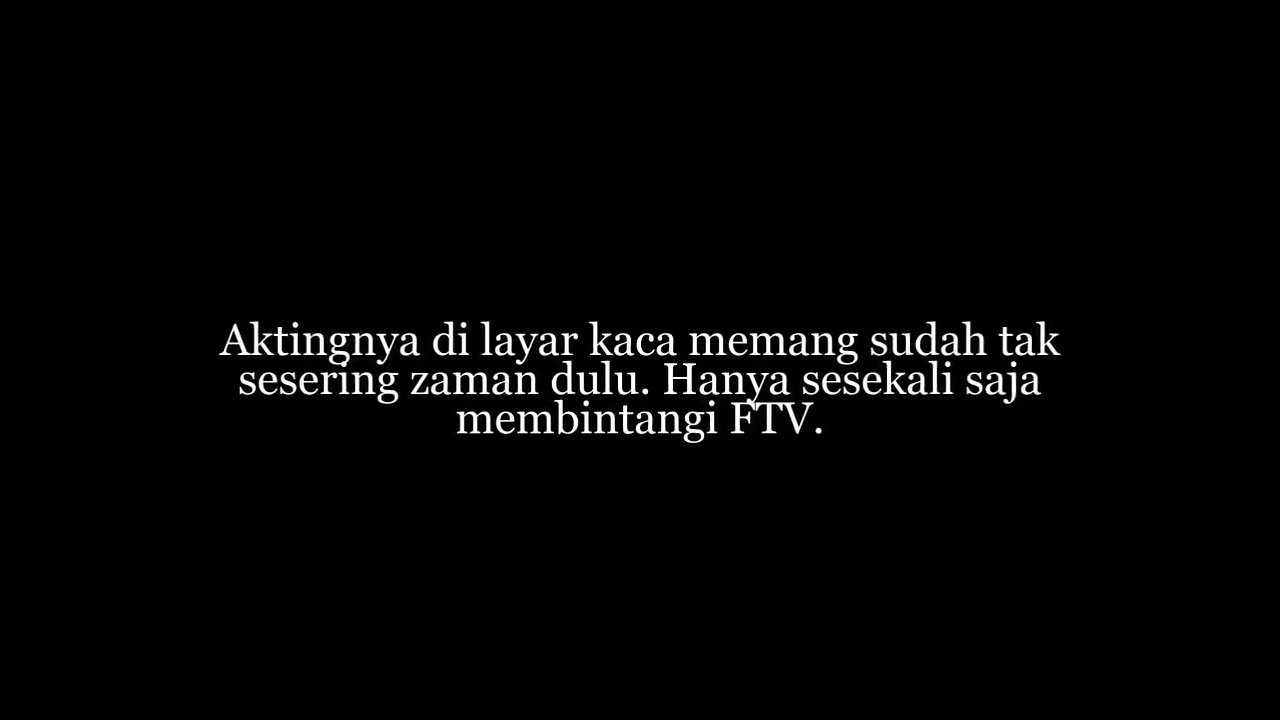 Aktingnya di layar kaca memang sudah tak
sesering zaman dulu. Hanya sesekali saja
membintangi FTV.